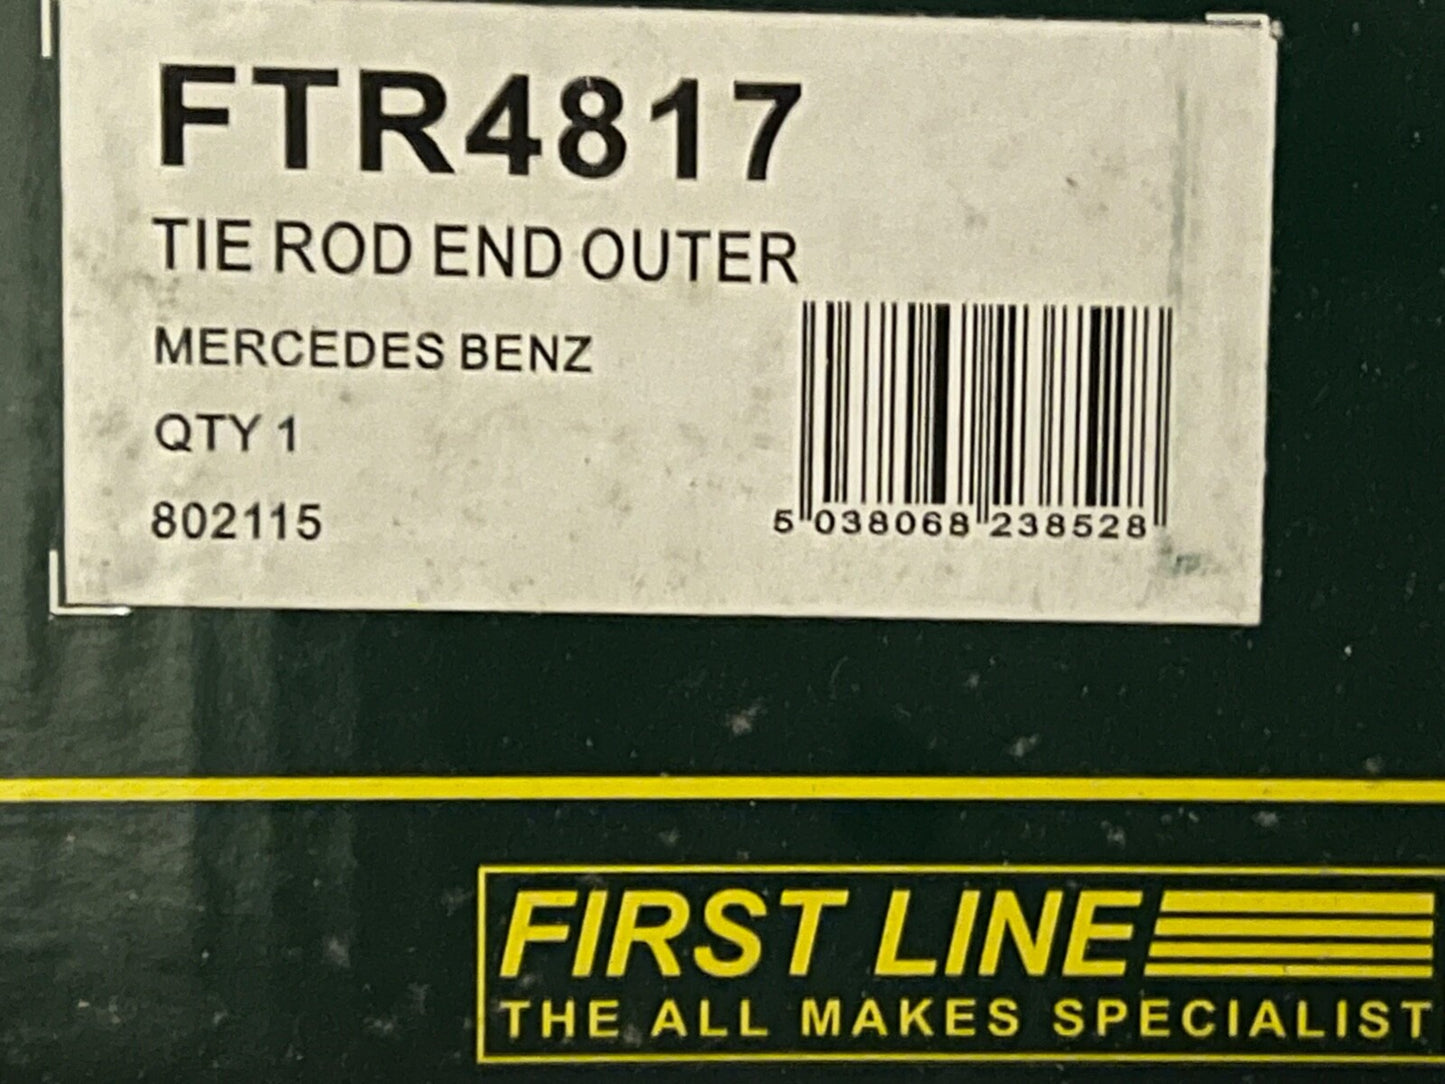 FTR4817
TIE ROD END OUTER
MERCEDES BENZ
QTY 1
802115
5 038068 238528
FIRST LINE
THE ALL MAKES SPECIALIST